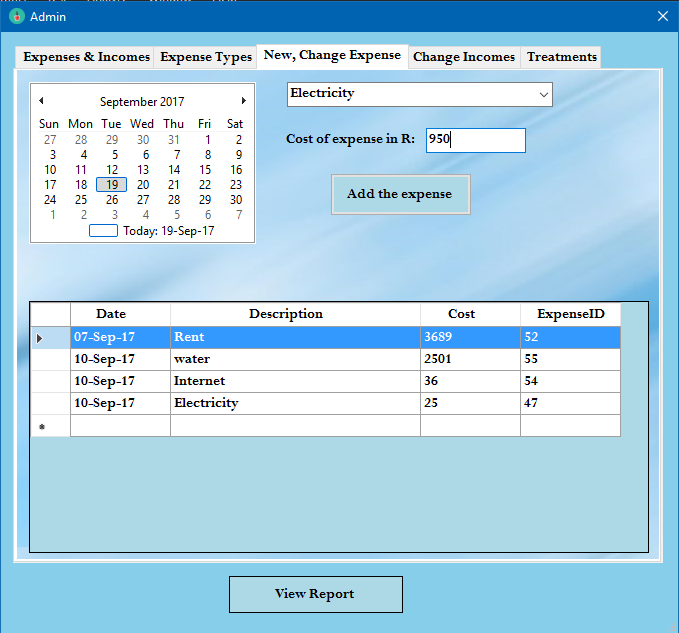 Admin
Expenses & Incomes Expense Types New, Change Expense Change Incomes Treatments
September 2017
Sun Mon Tue Wed Thu Fri Sat
27 28 29 30 31 1 2
3 4 5 6 7 8 9
10 11 12 13 14 15 16
17 18 19 20 21 22 23
24 25 26 27 28 29 30
1 2 3 4 5 6 7
Today: 19-Sep-17
Electricity
Cost of expense in R: 950
Add the expense
Date Description Cost ExpenseID
07-Sep-17 Rent 3689 52
10-Sep-17 water 2501 55
10-Sep-17 Internet 36 54
10-Sep-17 Electricity 25 47
View Report